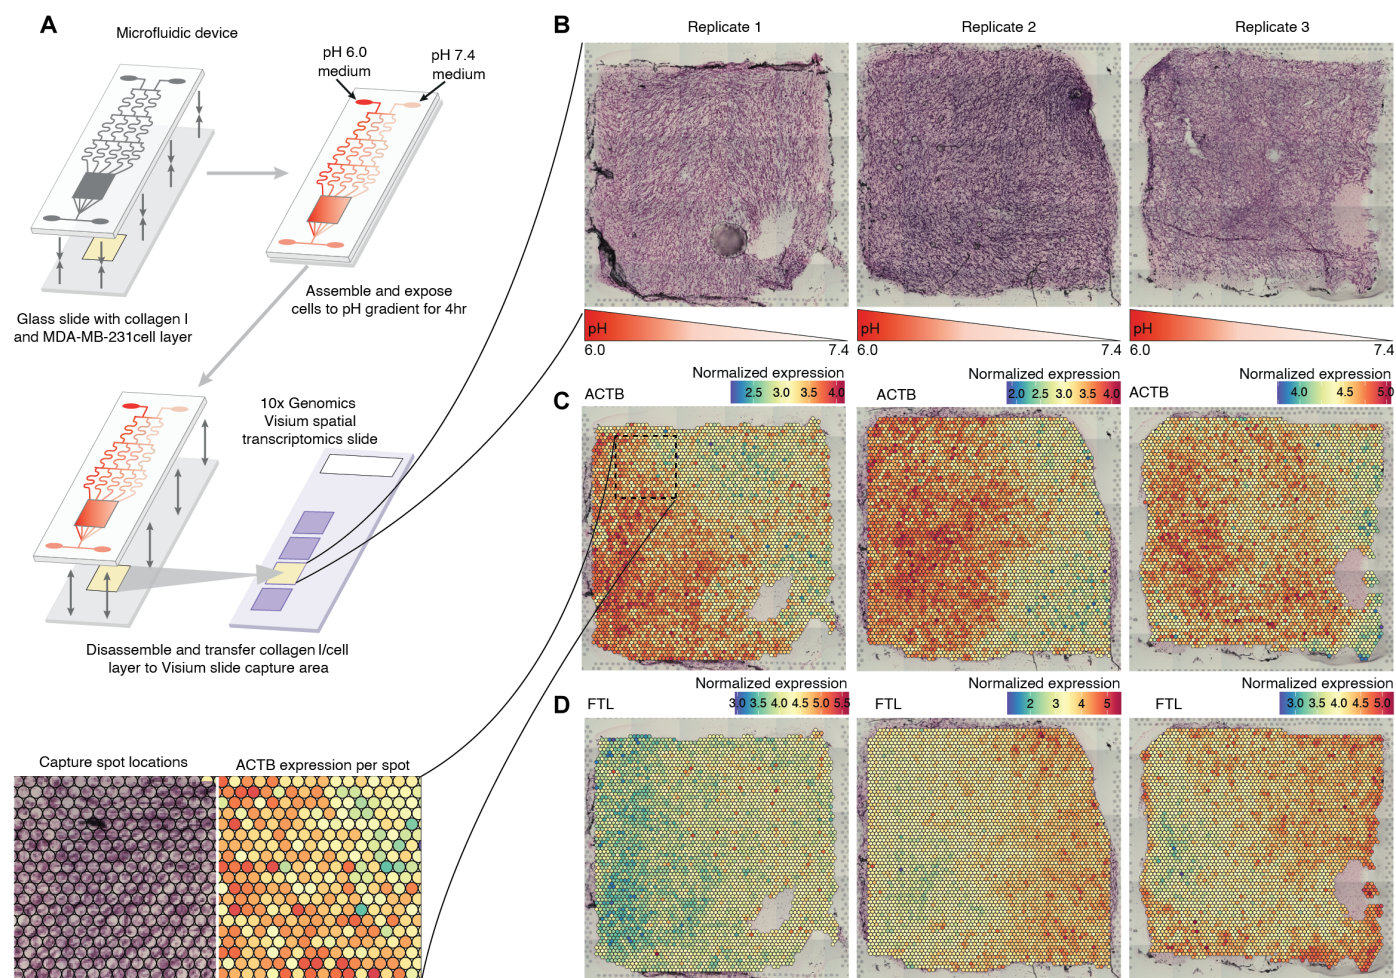 A
Microfluidic device
pH 6.0
medium
pH 7.4
medium
Glass slide with collagen I
and MDA-MB-231cell layer
Assemble and expose
cells to pH gradient for 4hr
10x Genomics
Visium spatial
transcriptomics slide
Disassemble and transfer collagen I/cell
layer to Visium slide capture area
Capture spot locations
ACTB expression per spot
B
Replicate 1
Replicate 2
Replicate 3
pH
6.0 7.4
pH
6.0 7.4
pH
6.0 7.4
C
ACTB
Normalized expression
2.5 3.0 3.5 4.0
ACTB
Normalized expression
2.0 2.5 3.0 3.5 4.0
ACTB
Normalized expression
4.0 4.5 5.0
D
FTL
Normalized expression
3.0 3.5 4.0 4.5 5.0 5.5
FTL
Normalized expression
2 3 4 5
FTL
Normalized expression
3.0 3.5 4.0 4.5 5.0